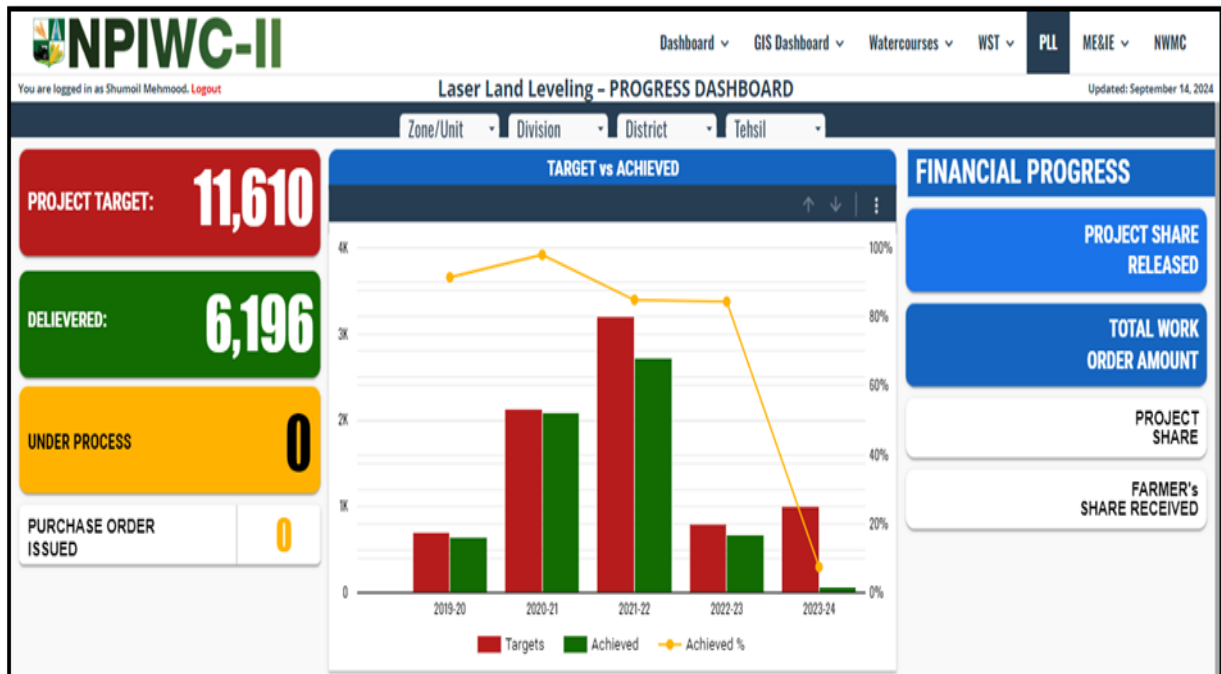 NPIWC-II
Dashboard GIS Dashboard Watercourses WST PLL ME&IE NWMC
You are logged in as Shumoil Mehmood. Logout
Laser Land Leveling - PROGRESS DASHBOARD
Updated: September 14, 2024
Zone/Unit Division District Tehsil
PROJECT TARGET: 11,610
DELIEVERED: 6,196
UNDER PROCESS 0
PURCHASE ORDER
ISSUED
0
TARGET vs ACHIEVED
4K 100%
80%
3K
60%
2K
40%
1K
20%
0 0%
2019-20 2020-21 2021-22 2022-23 2023-24
Targets Achieved Achieved %
FINANCIAL PROGRESS
PROJECT SHARE
RELEASED
TOTAL WORK
ORDER AMOUNT
PROJECT
SHARE
FARMER's
SHARE RECEIVED